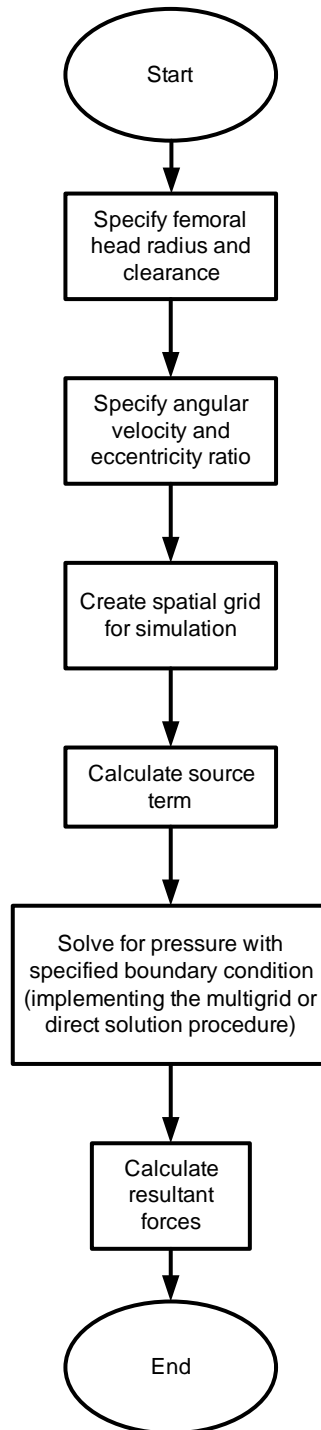 Start
Specify femoral
head radius and
clearance
Specify angular
velocity and
eccentricity ratio
Create spatial grid
for simulation
Calculate source
term
Solve for pressure with
specified boundary condition
(implementing the multigrid or
direct solution procedure)
Calculate
resultant
forces
End